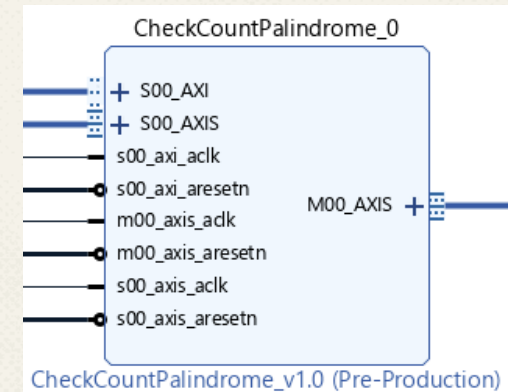 CheckCountPalindrome_0
S00_AXI
S00_AXIS
s00_axi_aclk
s00_axi_aresetn
M00_AXIS
m00_axis_aclk
m00_axis_aresetn
s00_axis_aclk
s00_axis_aresetn
CheckCountPalindrome_v1.0 (Pre-Production)